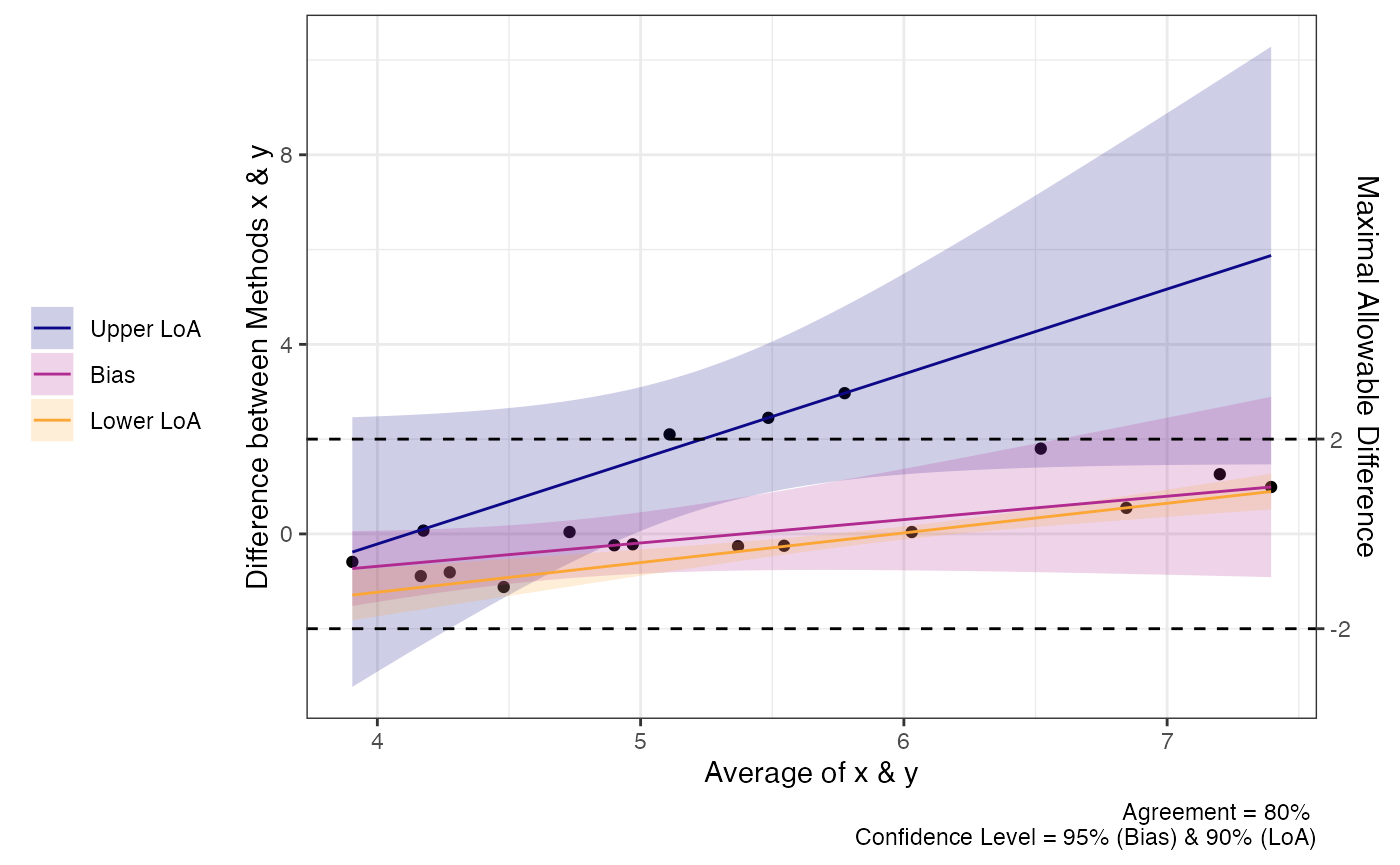 Upper LoA
Bias
Lower LoA
Difference between Methods x & y
8
4
0
4
5
6
7
Average of x & y
2
-2
Maximal Allowable Difference
Agreement = 80%
Confidence Level = 95% (Bias) & 90% (LoA)